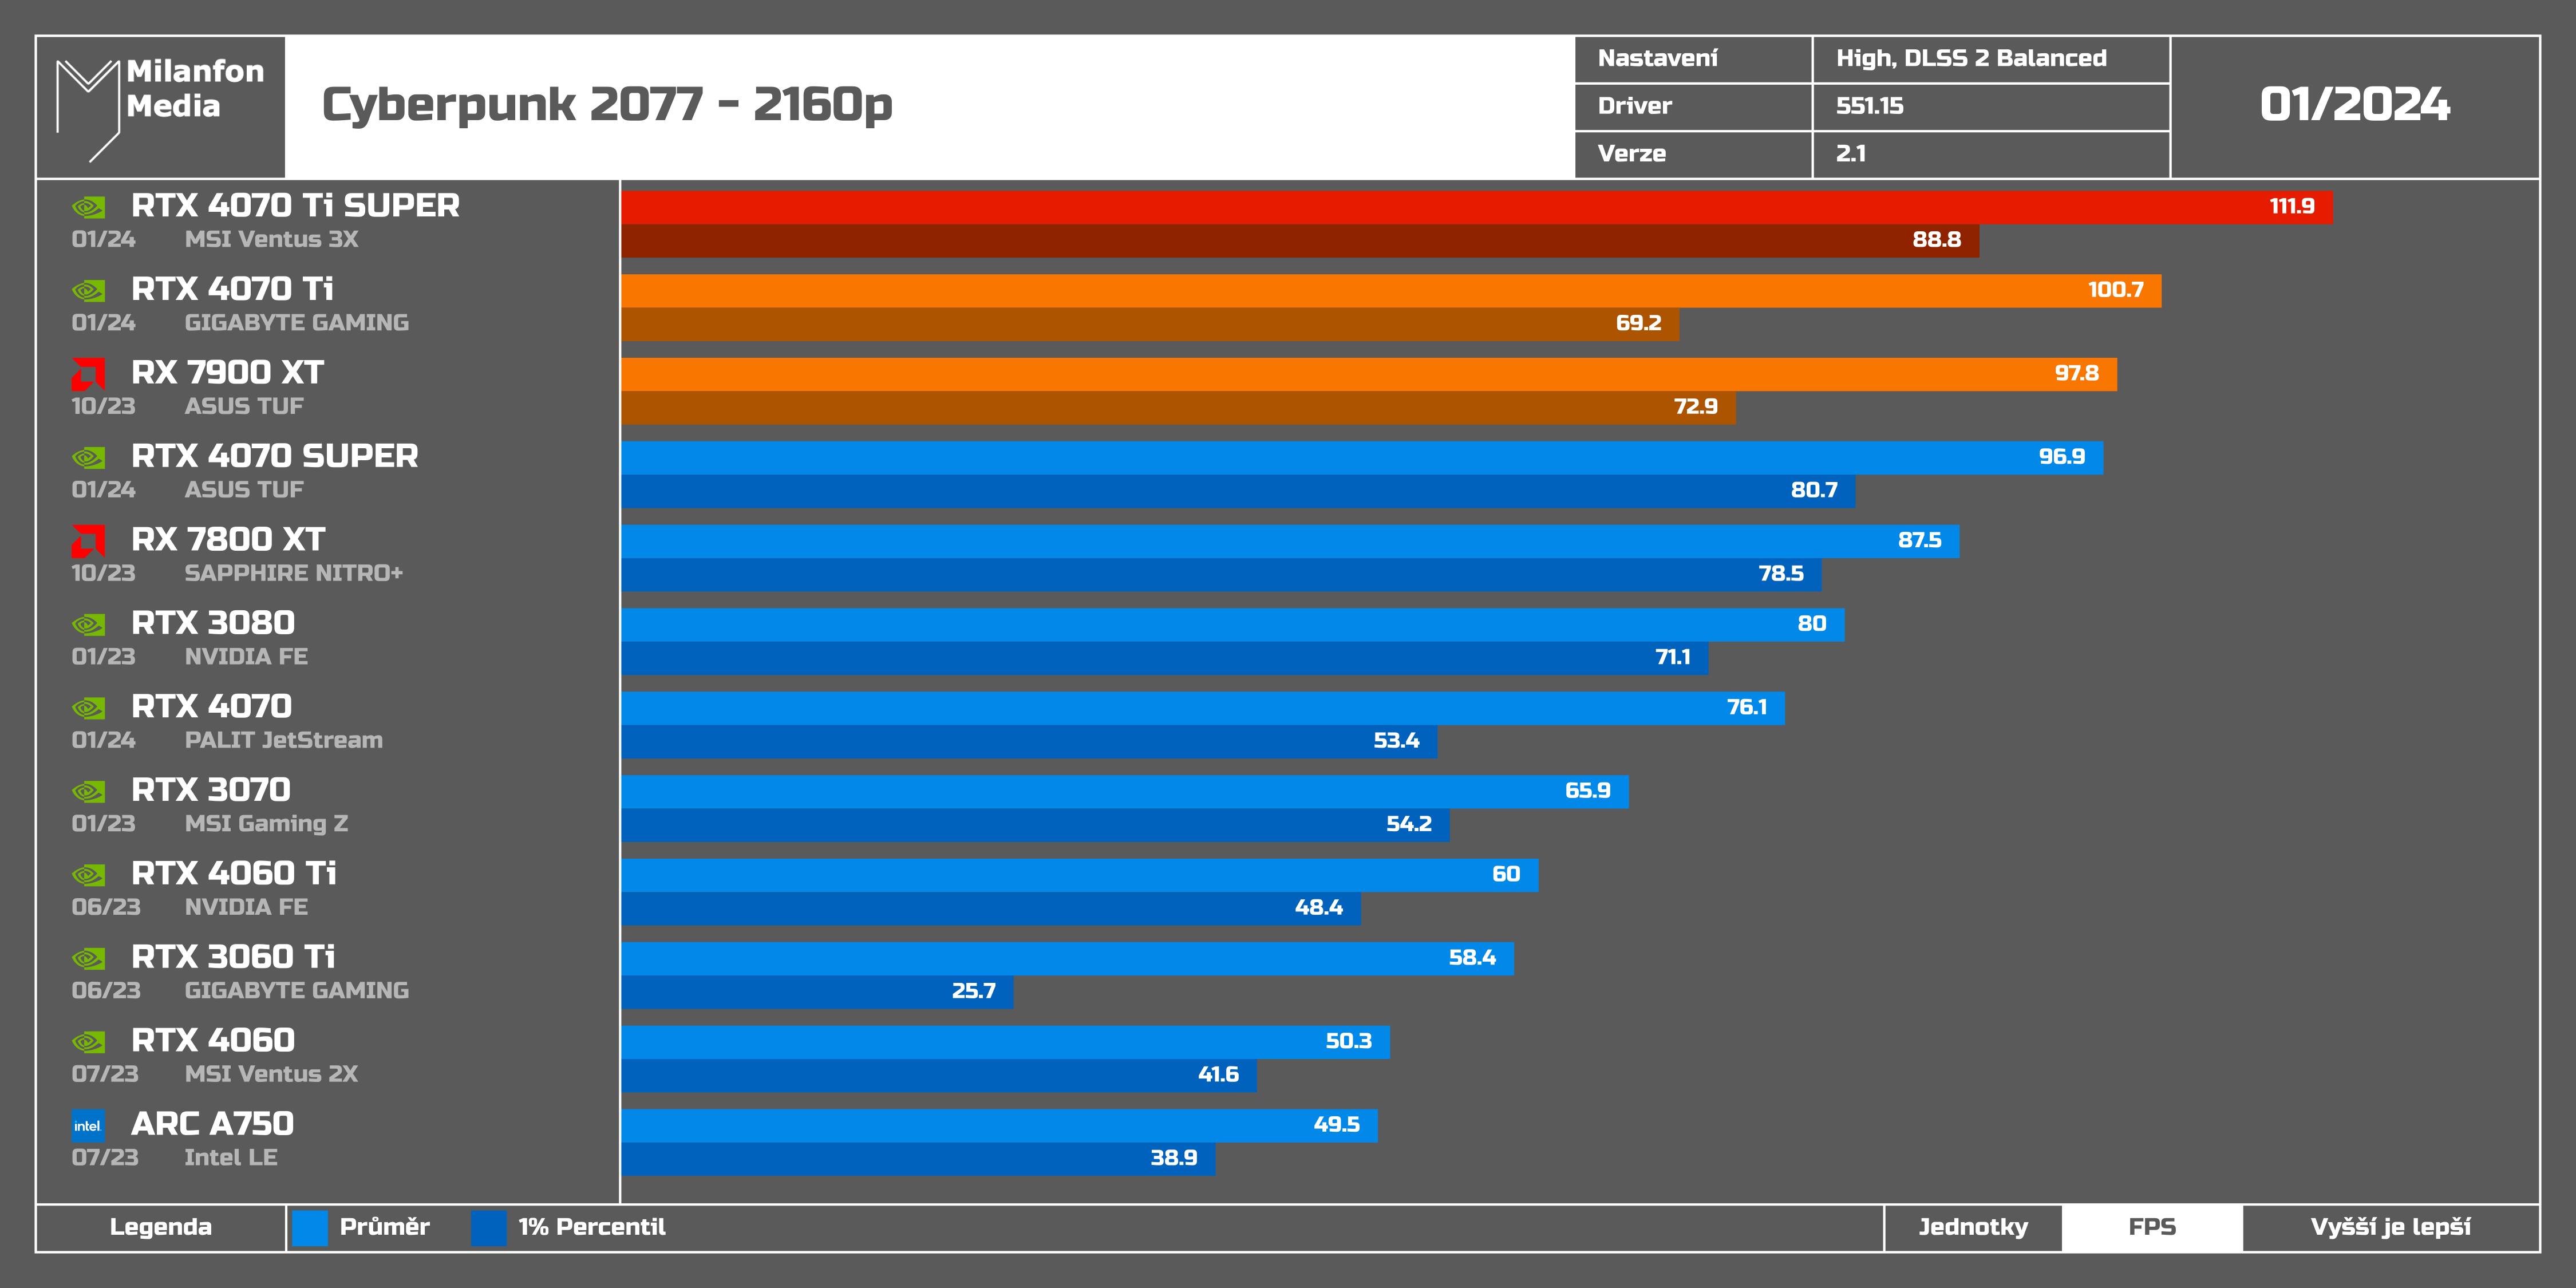 Milanfon
Media
Cyberpunk 2077 - 2160p
Nastavení High, DLSS 2 Balanced
Driver 551.15
Verze 2.1
01/2024
RTX 4070 Ti SUPER 111.9
01/24 MSI Ventus 3X 88.8
RTX 4070 Ti 100.7
01/24 GIGABYTE GAMING 69.2
RX 7900 XT 97.8
10/23 ASUS TUF 72.9
RTX 4070 SUPER 96.9
01/24 ASUS TUF 80.7
RX 7800 XT 87.5
10/23 SAPPHIRE NITRO+ 78.5
RTX 3080 80
01/23 NVIDIA FE 71.1
RTX 4070 76.1
01/24 PALIT JetStream 53.4
RTX 3070 65.9
01/23 MSI Gaming Z 54.2
RTX 4060 Ti 60
06/23 NVIDIA FE 48.4
RTX 3060 Ti 58.4
06/23 GIGABYTE GAMING 25.7
RTX 4060 50.3
07/23 MSI Ventus 2X 41.6
intel ARC A750 49.5
07/23 Intel LE 38.9
Legenda Průměr 1% Percentil Jednotky FPS Vyšší je lepší